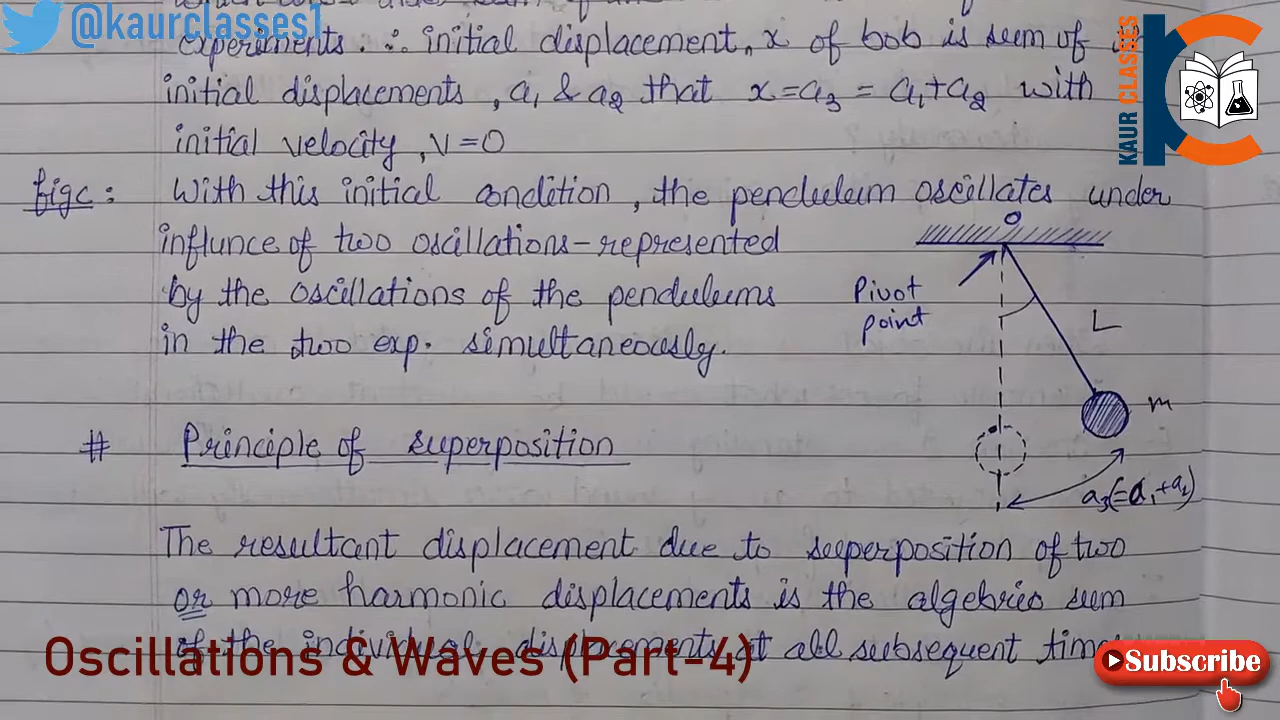 @kaurclasses1
experiments. ∴ initial displacement, x of bob is sum of
initial displacements, a₁ & a₂ that x = a₃ = a₁+a₂ with
initial velocity, v=0
KAUR CLASSES
fig c : With this initial condition, the pendulum oscillates under
influnce of two oscillations - represented
by the oscillations of the pendulums
in the two exp. simultaneously.
O
Pivot
point
L
m
a₃(=a₁+a₂)
# Principle of superposition
The resultant displacement due to superposition of two
or more harmonic displacements is the algebric sum
of the individual displacements at all subsequent
Oscillations & Waves (Part-4)
Subscribe